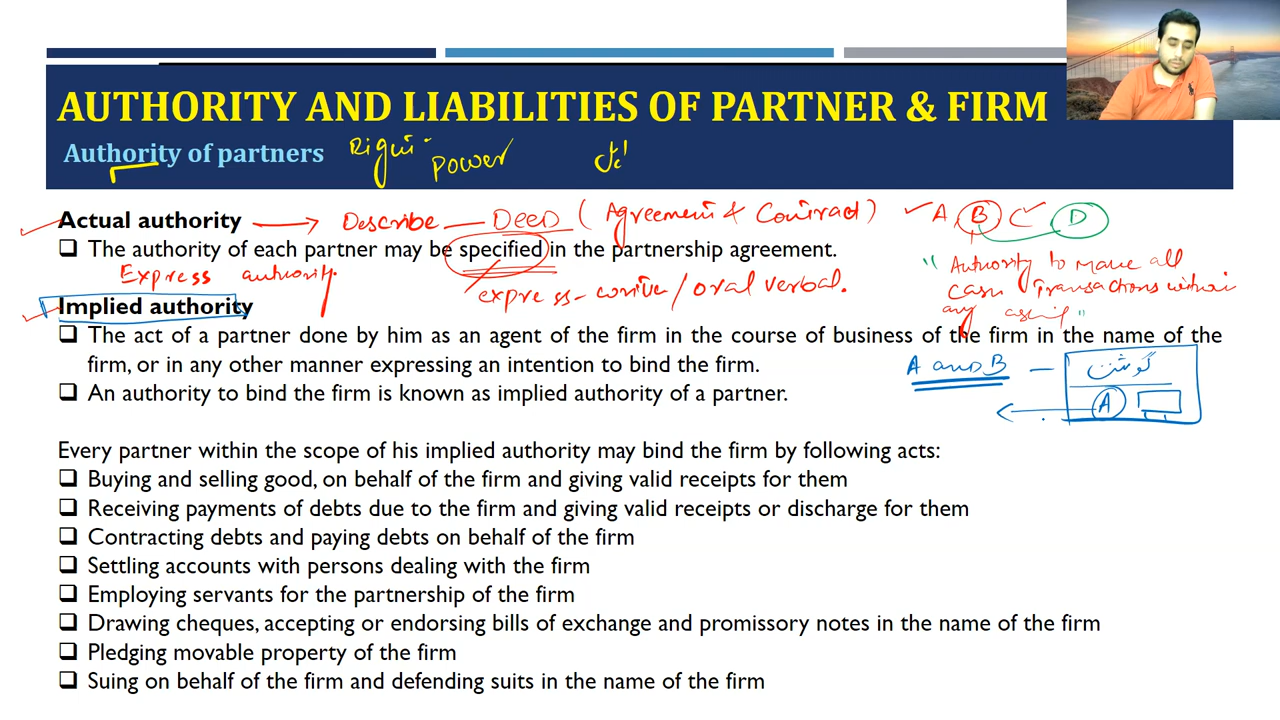 AUTHORITY AND LIABILITIES OF PARTNER & FIRM
Authority of partners
Power
Actual authority
Describe — DEED (Agreement & Contract)
A, B C D
The authority of each partner may be specified in the partnership agreement.
Express authority
express - / oral verbal.
"Authority to make all
cash Transactions without
any asking"
Implied authority
The act of a partner done by him as an agent of the firm in the course of business of the firm in the name of the
firm, or in any other manner expressing an intention to bind the firm.
A and B — گوشت
A
An authority to bind the firm is known as implied authority of a partner.
Every partner within the scope of his implied authority may bind the firm by following acts:
Buying and selling good, on behalf of the firm and giving valid receipts for them
Receiving payments of debts due to the firm and giving valid receipts or discharge for them
Contracting debts and paying debts on behalf of the firm
Settling accounts with persons dealing with the firm
Employing servants for the partnership of the firm
Drawing cheques, accepting or endorsing bills of exchange and promissory notes in the name of the firm
Pledging movable property of the firm
Suing on behalf of the firm and defending suits in the name of the firm